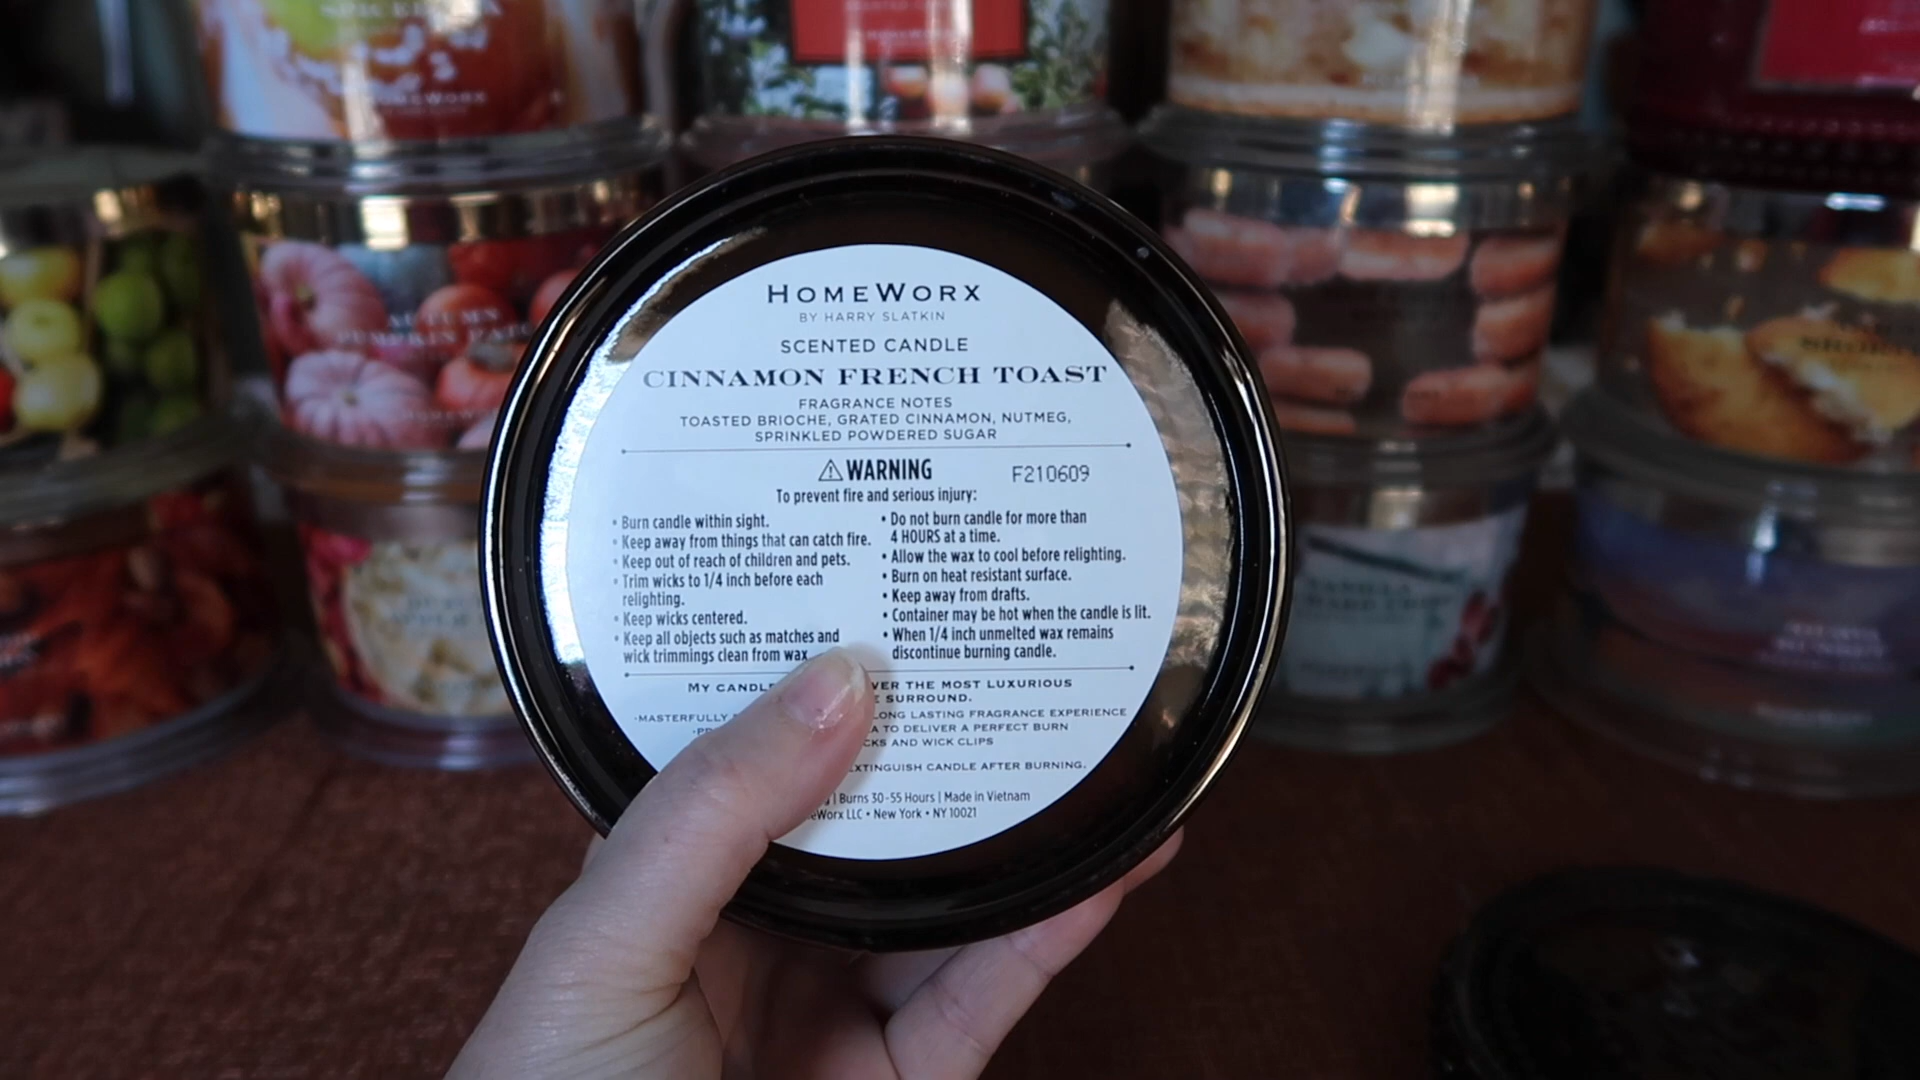 HOMEWORX
BY HARRY SLATKIN
SCENTED CANDLE
CINNAMON FRENCH TOAST
FRAGRANCE NOTES
TOASTED BRIOCHE, GRATED CINNAMON, NUTMEG,
SPRINKLED POWDERED SUGAR
⚠ WARNING
F210609
To prevent fire and serious injury:
• Burn candle within sight.
• Keep away from things that can catch fire.
• Keep out of reach of children and pets.
• Trim wicks to 1/4 inch before each
relighting.
• Keep wicks centered.
• Keep all objects such as matches and
wick trimmings clean from wax.
• Do not burn candle for more than
4 HOURS at a time.
• Allow the wax to cool before relighting.
• Burn on heat resistant surface.
• Keep away from drafts.
• Container may be hot when the candle is lit.
• When 1/4 inch unmelted wax remains
discontinue burning candle.
MY CANDLE THE MOST LUXURIOUS
SURROUND.
•MASTERFULLY LONG LASTING FRAGRANCE EXPERIENCE
TO DELIVER A PERFECT BURN
AND WICK CLIPS
EXTINGUISH CANDLE AFTER BURNING.
| Burns 30-55 Hours | Made in Vietnam
LLC • New York • NY 10021
HOMEWORX
AUTUMN
PUMPKIN
VANILLA